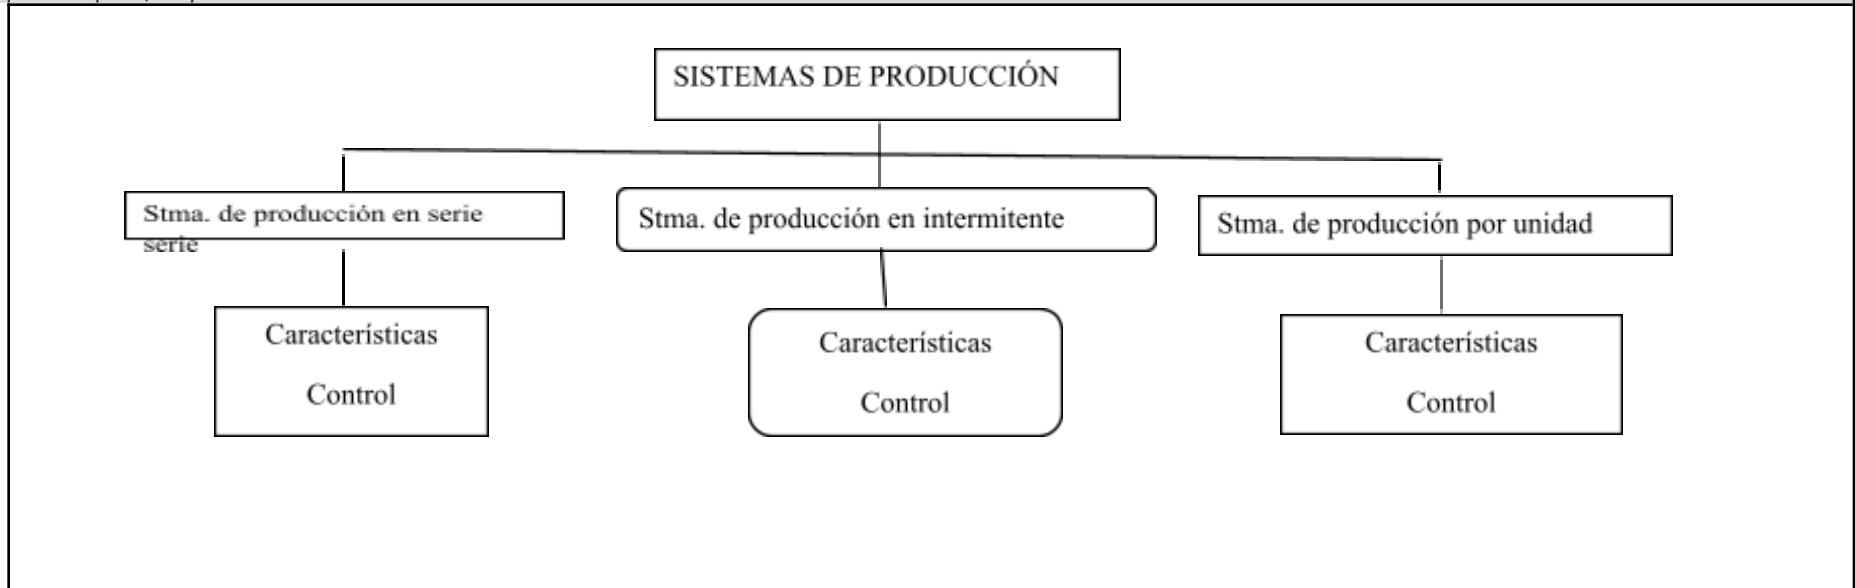 SISTEMAS DE PRODUCCIÓN
Stma. de producción en serie
serie
Stma. de producción en intermitente
Stma. de producción por unidad
Características
Control
Características
Control
Características
Control